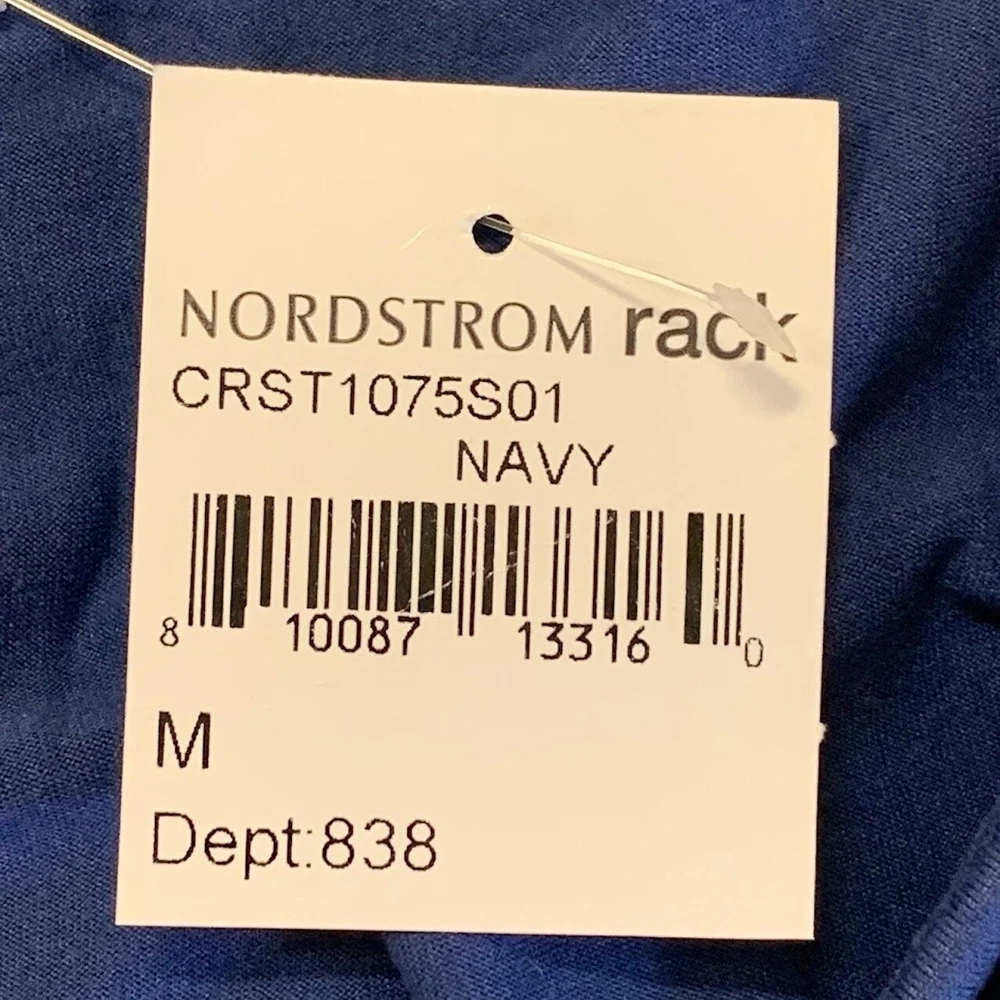 NORDSTROM rack
CRST1075S01
NAVY
8 10087 13316 0
M
Dept:838